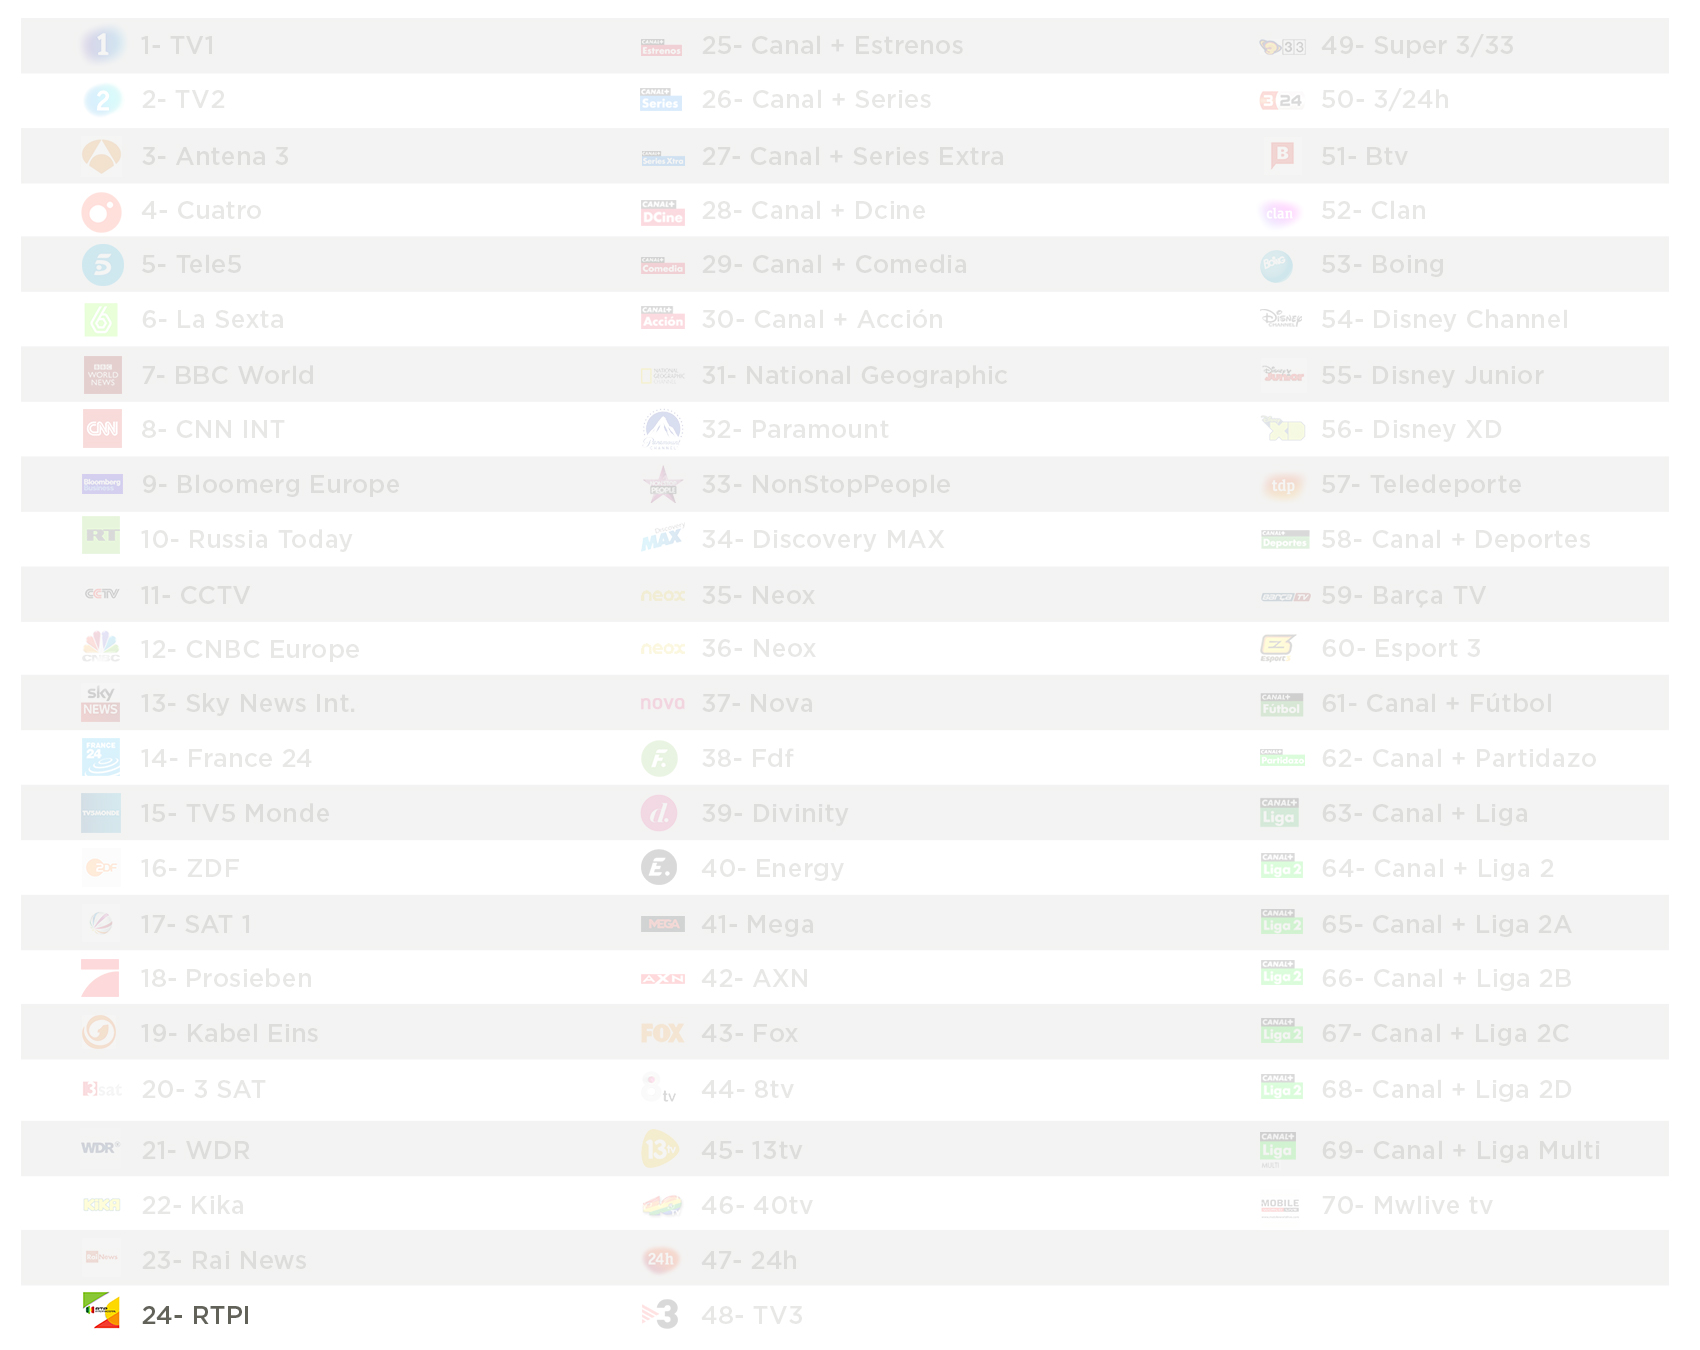 1- TV1
2- TV2
3- Antena 3
4- Cuatro
5- Tele5
6- La Sexta
7- BBC World
8- CNN INT
9- Bloomerg Europe
10- Russia Today
11- CCTV
12- CNBC Europe
13- Sky News Int.
14- France 24
15- TV5 Monde
16- ZDF
17- SAT 1
18- Prosieben
19- Kabel Eins
20- 3 SAT
21- WDR
22- Kika
23- Rai News
24- RTPI
25- Canal + Estrenos
26- Canal + Series
27- Canal + Series Extra
28- Canal + Dcine
29- Canal + Comedia
30- Canal + Acción
31- National Geographic
32- Paramount
33- NonStopPeople
34- Discovery MAX
35- Neox
36- Neox
37- Nova
38- Fdf
39- Divinity
40- Energy
41- Mega
42- AXN
43- Fox
44- 8tv
45- 13tv
46- 40tv
47- 24h
48- TV3
49- Super 3/33
50- 3/24h
51- Btv
52- Clan
53- Boing
54- Disney Channel
55- Disney Junior
56- Disney XD
57- Teledeporte
58- Canal + Deportes
59- Barça TV
60- Esport 3
61- Canal + Fútbol
62- Canal + Partidazo
63- Canal + Liga
64- Canal + Liga 2
65- Canal + Liga 2A
66- Canal + Liga 2B
67- Canal + Liga 2C
68- Canal + Liga 2D
69- Canal + Liga Multi
70- Mwlive tv